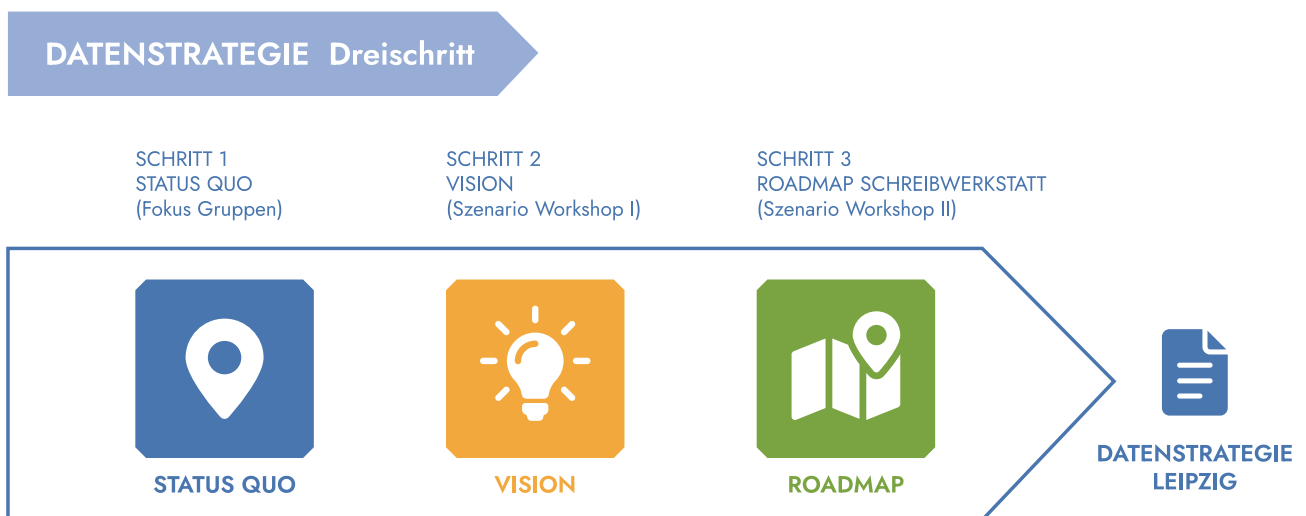 DATENSTRATEGIE Dreischritt
SCHRITT 1
STATUS QUO
(Fokus Gruppen)
SCHRITT 2
VISION
(Szenario Workshop I)
SCHRITT 3
ROADMAP SCHREIBWERKSTATT
(Szenario Workshop II)
STATUS QUO
VISION
ROADMAP
DATENSTRATEGIE
LEIPZIG